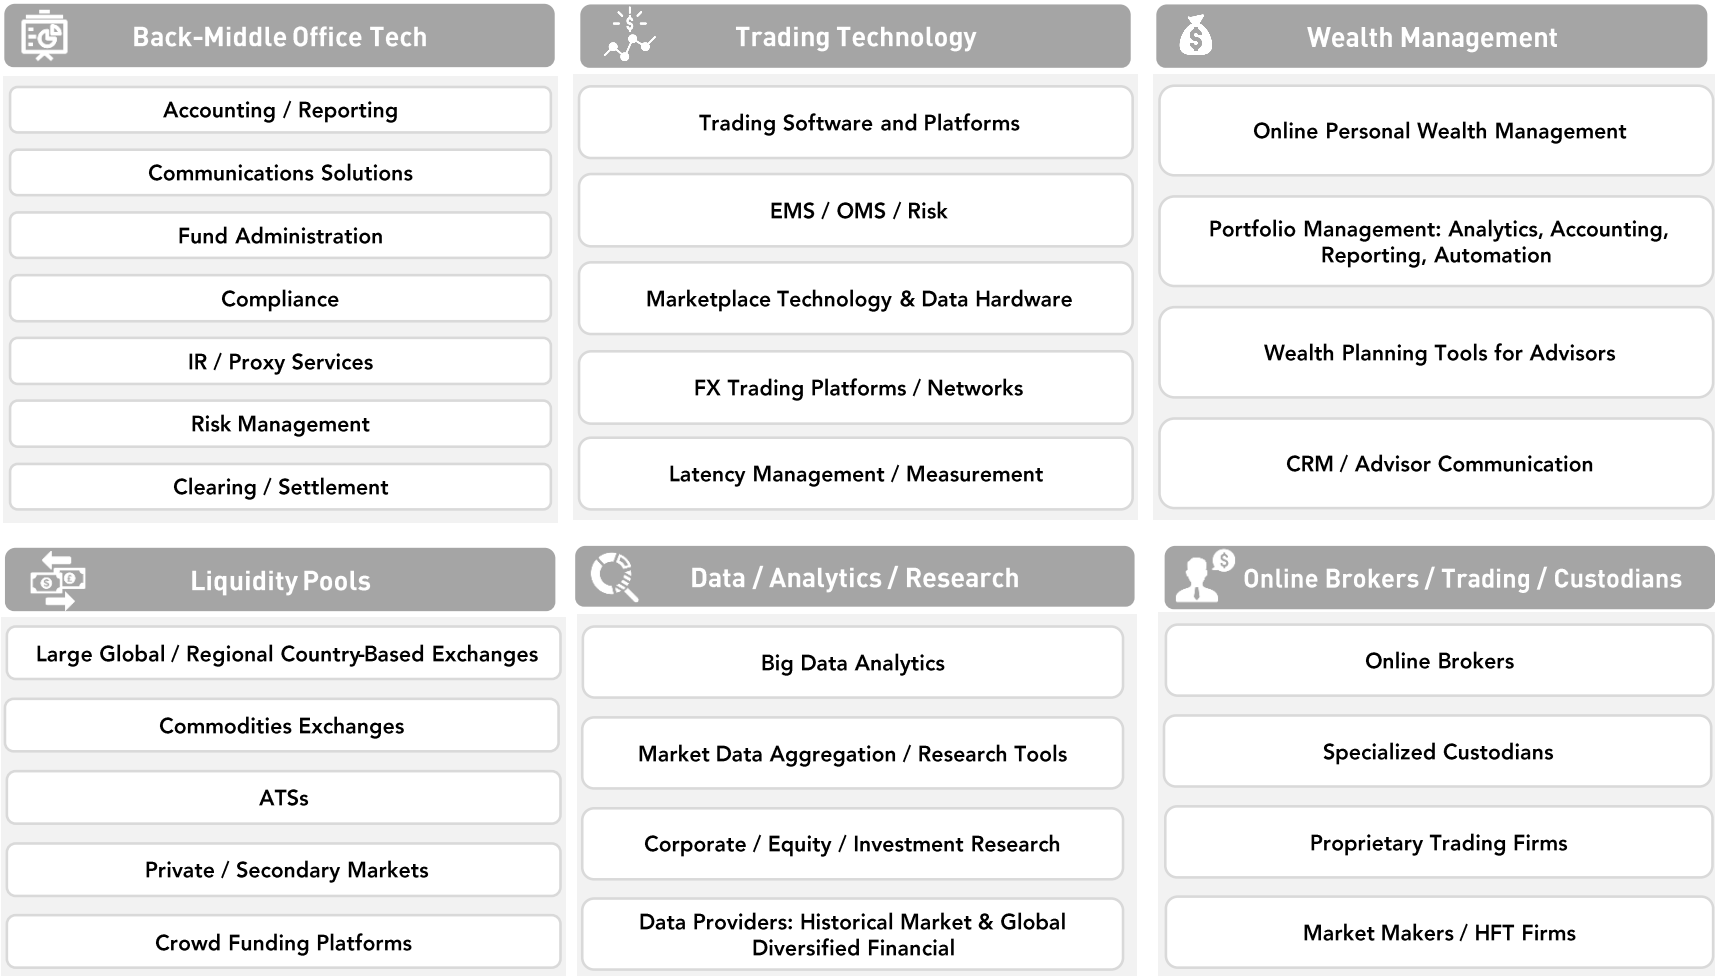 Back-Middle Office Tech
Accounting / Reporting
Communications Solutions
Fund Administration
Compliance
IR / Proxy Services
Risk Management
Clearing / Settlement
Trading Technology
Trading Software and Platforms
EMS / OMS / Risk
Marketplace Technology & Data Hardware
FX Trading Platforms / Networks
Latency Management / Measurement
Wealth Management
Online Personal Wealth Management
Portfolio Management: Analytics, Accounting,
Reporting, Automation
Wealth Planning Tools for Advisors
CRM / Advisor Communication
Liquidity Pools
Large Global / Regional Country-Based Exchanges
Commodities Exchanges
ATSs
Private / Secondary Markets
Crowd Funding Platforms
Data / Analytics / Research
Big Data Analytics
Market Data Aggregation / Research Tools
Corporate / Equity / Investment Research
Data Providers: Historical Market & Global
Diversified Financial
Online Brokers / Trading / Custodians
Online Brokers
Specialized Custodians
Proprietary Trading Firms
Market Makers / HFT Firms